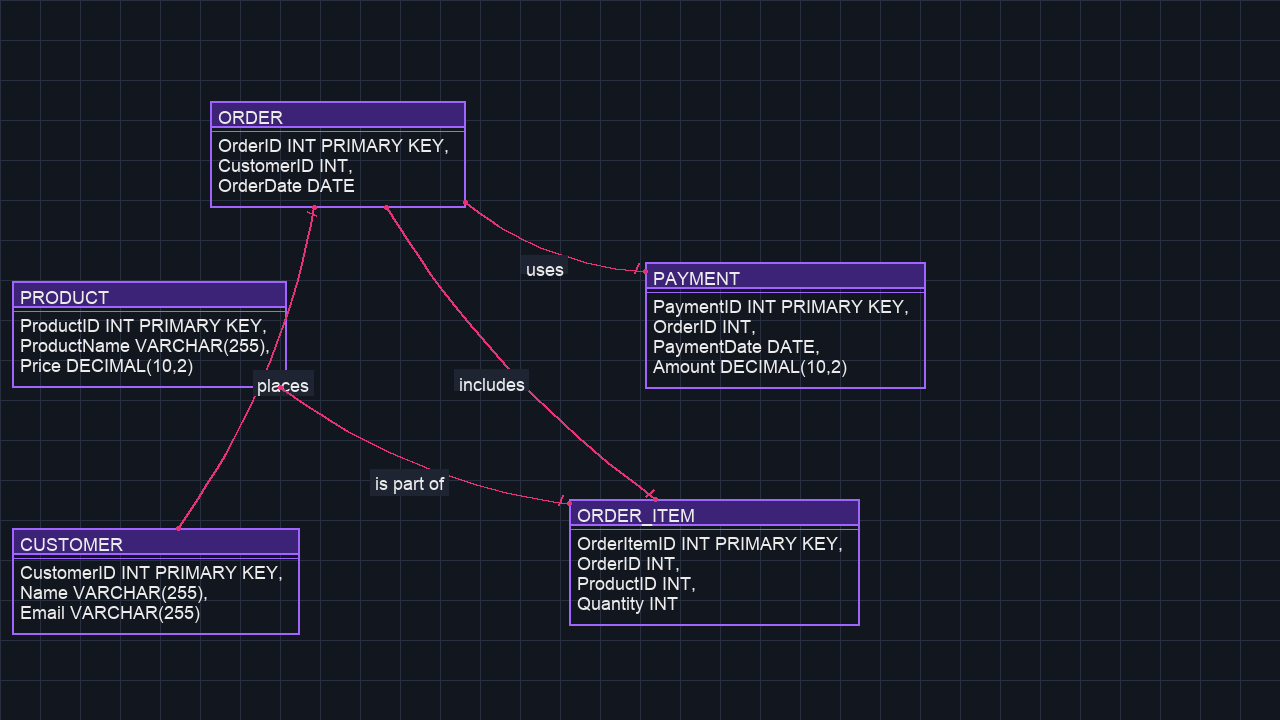 ORDER
OrderID INT PRIMARY KEY,
CustomerID INT,
OrderDate DATE
uses
PAYMENT
PaymentID INT PRIMARY KEY,
OrderID INT,
PaymentDate DATE,
Amount DECIMAL(10,2)
PRODUCT
ProductID INT PRIMARY KEY,
ProductName VARCHAR(255),
Price DECIMAL(10,2)
places
includes
is part of
CUSTOMER
CustomerID INT PRIMARY KEY,
Name VARCHAR(255),
Email VARCHAR(255)
ORDER_ITEM
OrderItemID INT PRIMARY KEY,
OrderID INT,
ProductID INT,
Quantity INT